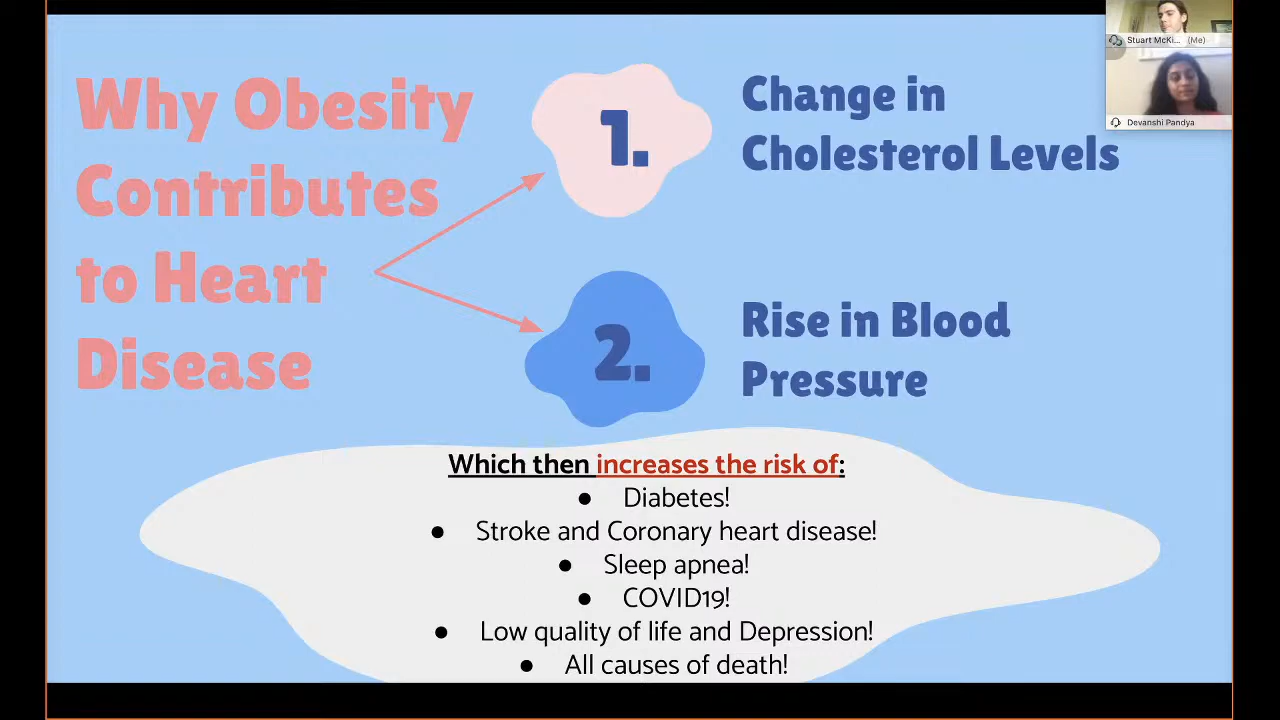 Why Obesity
Contributes
to Heart
Disease
1.
Change in
Cholesterol Levels
2.
Rise in Blood
Pressure
Which then increases the risk of:
● Diabetes!
● Stroke and Coronary heart disease!
● Sleep apnea!
● COVID19!
● Low quality of life and Depression!
● All causes of death!
Stuart McKi... (Me)
Devanshi Pandya